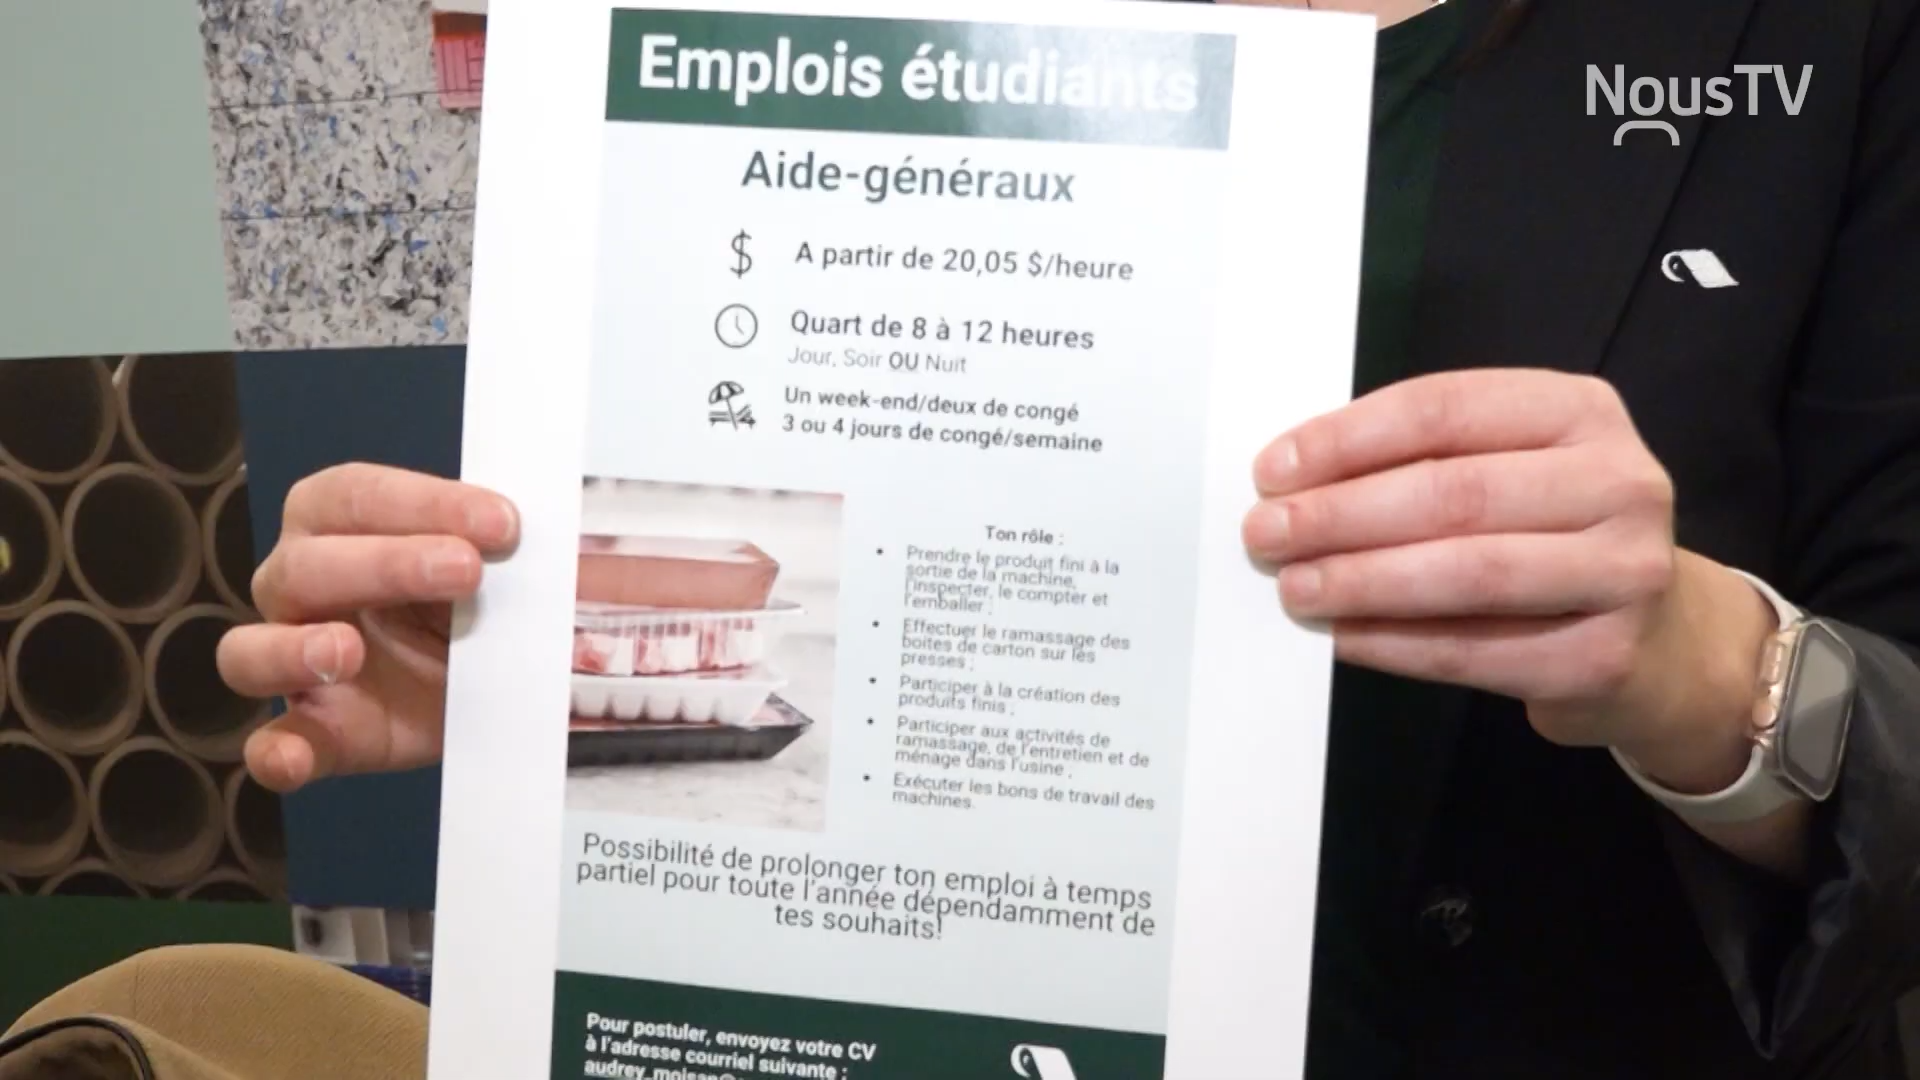 NousTV
Emplois étudiants
Aide-généraux
$
A partir de 20,05 $/heure
Quart de 8 à 12 heures
Jour, Soir OU Nuit
Un week-end/deux de congé
3 ou 4 jours de congé/semaine
Ton rôle :
• Prendre le produit fini à la
sortie de la machine,
l'inspecter, le compter et
l'emballer ;
• Effectuer le ramassage des
boites de carton sur les
presses ;
• Participer à la création des
produits finis ;
• Participer aux activités de
ramassage, de l'entretien et de
ménage dans l'usine ;
• Exécuter les bons de travail des
machines.
Possibilité de prolonger ton emploi à temps
partiel pour toute l'année dépendamment de
tes souhaits!
Pour postuler, envoyez votre CV
à l'adresse courriel suivante :